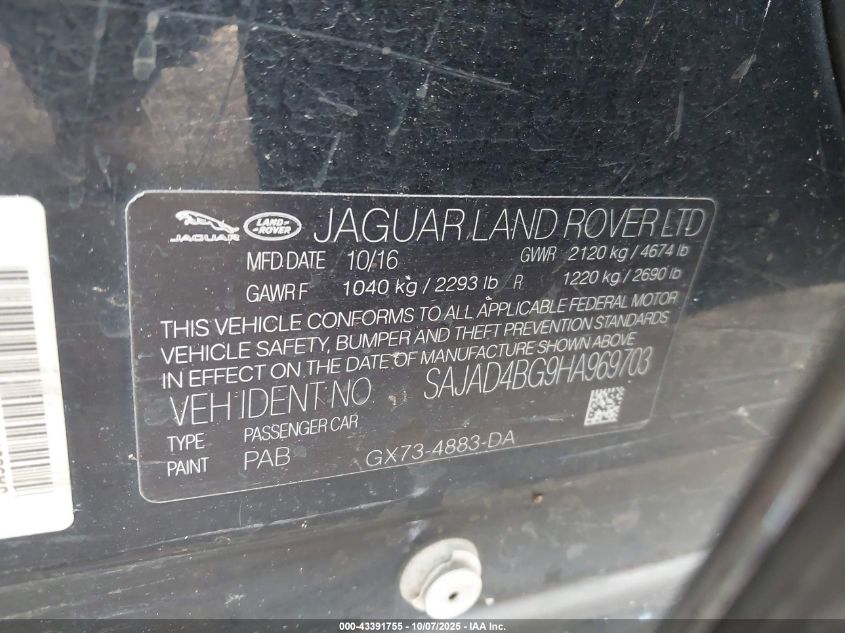 JAGUAR LAND-ROVER JAGUAR LAND ROVER LTD
MFD.DATE 10/16 GVWR 2120 kg / 4674 lb
GAWR F 1040 kg / 2293 lb R 1220 kg / 2690 lb
THIS VEHICLE CONFORMS TO ALL APPLICABLE FEDERAL MOTOR
VEHICLE SAFETY, BUMPER AND THEFT PREVENTION STANDARDS
IN EFFECT ON THE DATE OF MANUFACTURE SHOWN ABOVE
VEH IDENT NO SAJAD4BG9HA969703
TYPE PASSENGER CAR
PAINT PAB GX73-4883-DA
000-43391755 - 10/07/2025 - IAA, Inc.